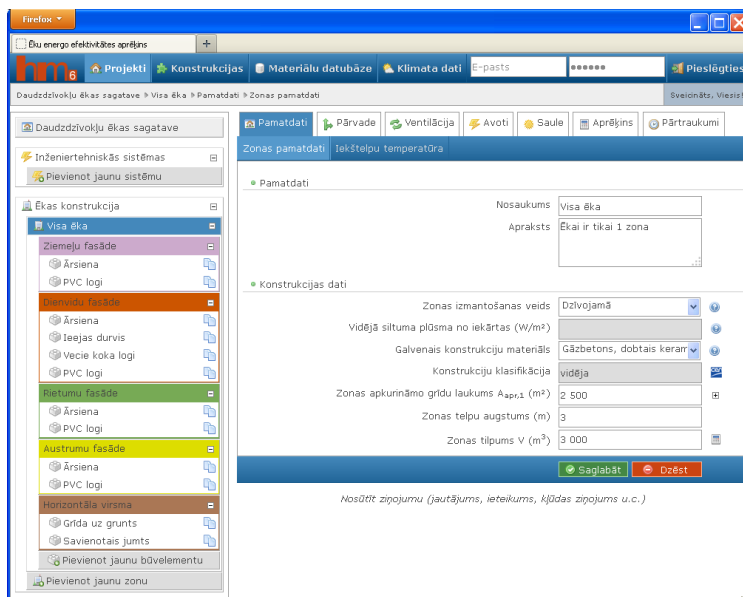 Firefox
Ēku energo efektivitātes aprēķins
+
hm6
Projekti
Konstrukcijas
Materiālu datubāze
Klimata dati
E-pasts
Pieslēgties
Daudzdzīvokļu ēkas sagatave
Visa ēka
Pamatdati
Zonas pamatdati
Sveicināts, Viesis!
Daudzdzīvokļu ēkas sagatave
Inženiertehniskās sistēmas
Pievienot jaunu sistēmu
Ēkas konstrukcija
Visa ēka
Ziemeļu fasāde
Ārsiena
PVC logi
Dienvidu fasāde
Ārsiena
Ieejas durvis
Vecie koka logi
PVC logi
Rietumu fasāde
Ārsiena
PVC logi
Austrumu fasāde
Ārsiena
PVC logi
Horizontāla virsma
Grīda uz grunts
Savienotais jumts
Pievienot jaunu būvelementu
Pievienot jaunu zonu
Pamatdati
Pārvade
Ventilācija
Avoti
Saule
Aprēķins
Pārtraukumi
Zonas pamatdati
Iekštelpu temperatūra
Pamatdati
Nosaukums
Visa ēka
Apraksts
Ēkai ir tikai 1 zona
Konstrukcijas dati
Zonas izmantošanas veids
Dzīvojamā
Vidējā siltuma plūsma no iekārtas (W/m²)
Galvenais konstrukciju materiāls
Gāzbetons, dobtais keram
Konstrukciju klasifikācija
vidēja
Zonas apkurināmo grīdu laukums Aapr,1 (m²)
2 500
Zonas telpu augstums (m)
3
Zonas tilpums V (m³)
3 000
Saglabāt
Dzēst
Nosūtīt ziņojumu (jautājums, ieteikums, kļūdas ziņojums u.c.)